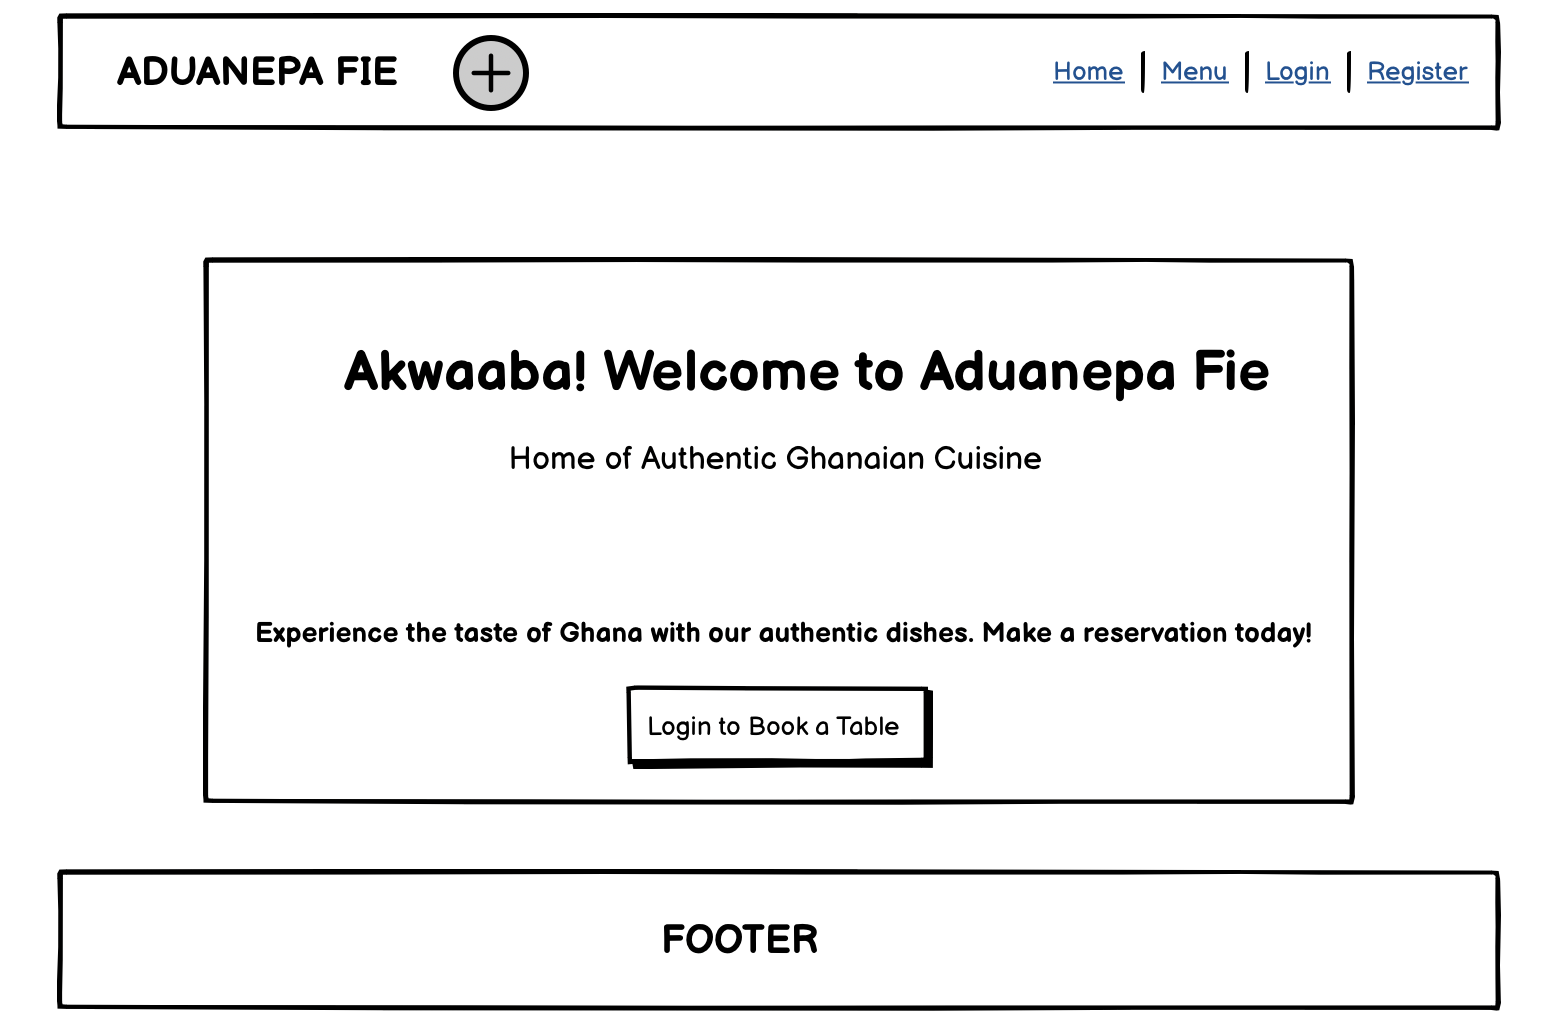 ADUANEPA FIE
Home | Menu | Login | Register
Akwaaba! Welcome to Aduanepa Fie
Home of Authentic Ghanaian Cuisine
Experience the taste of Ghana with our authentic dishes. Make a reservation today!
Login to Book a Table
FOOTER